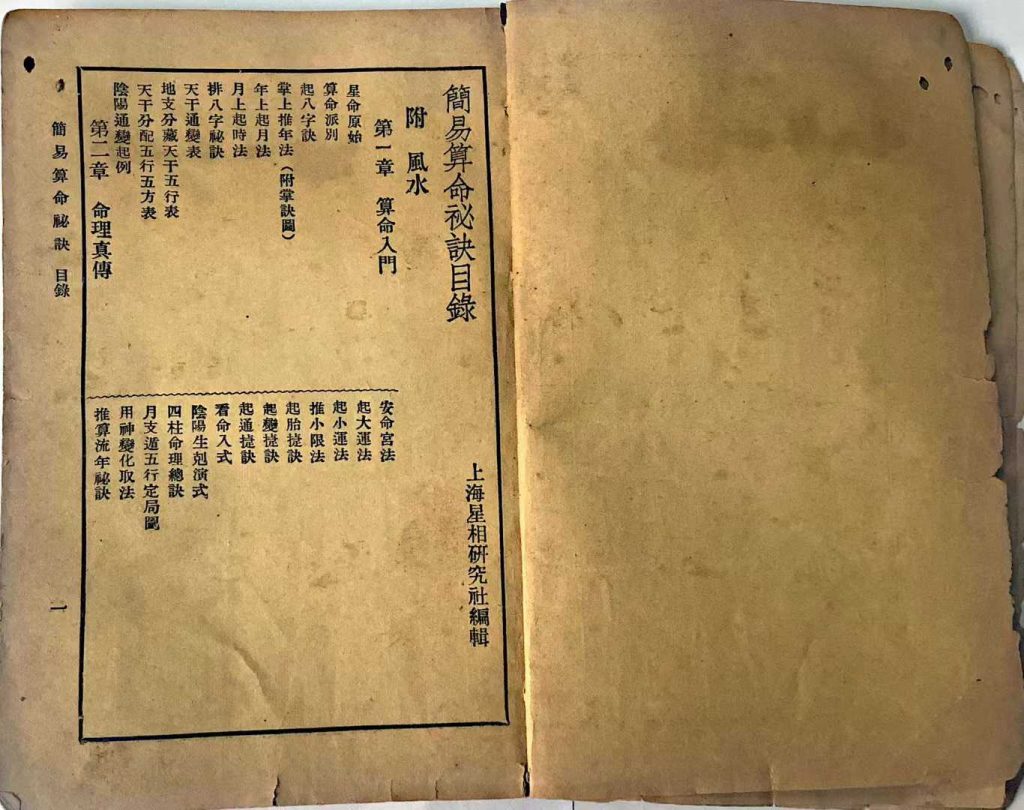 簡易算命祕訣目錄
上海星相研究社編輯
附 風水
第一章 算命入門
星命原始
算命派別
起八字訣
掌上推年法(附掌訣圖)
年上起月法
月上起時法
排八字祕訣
天干通變表
地支分藏天干五行表
天干分配五行五方表
陰陽通變起例
第二章 命理真傳
安命宮法
起大運法
起小運法
推小限法
起胎㨗訣
起變㨗訣
起通㨗訣
看命入式
陰陽生剋演式
四柱命理總訣
月支遁五行定局圖
用神變化取法
推算流年祕訣
簡易算命祕訣 目錄
一